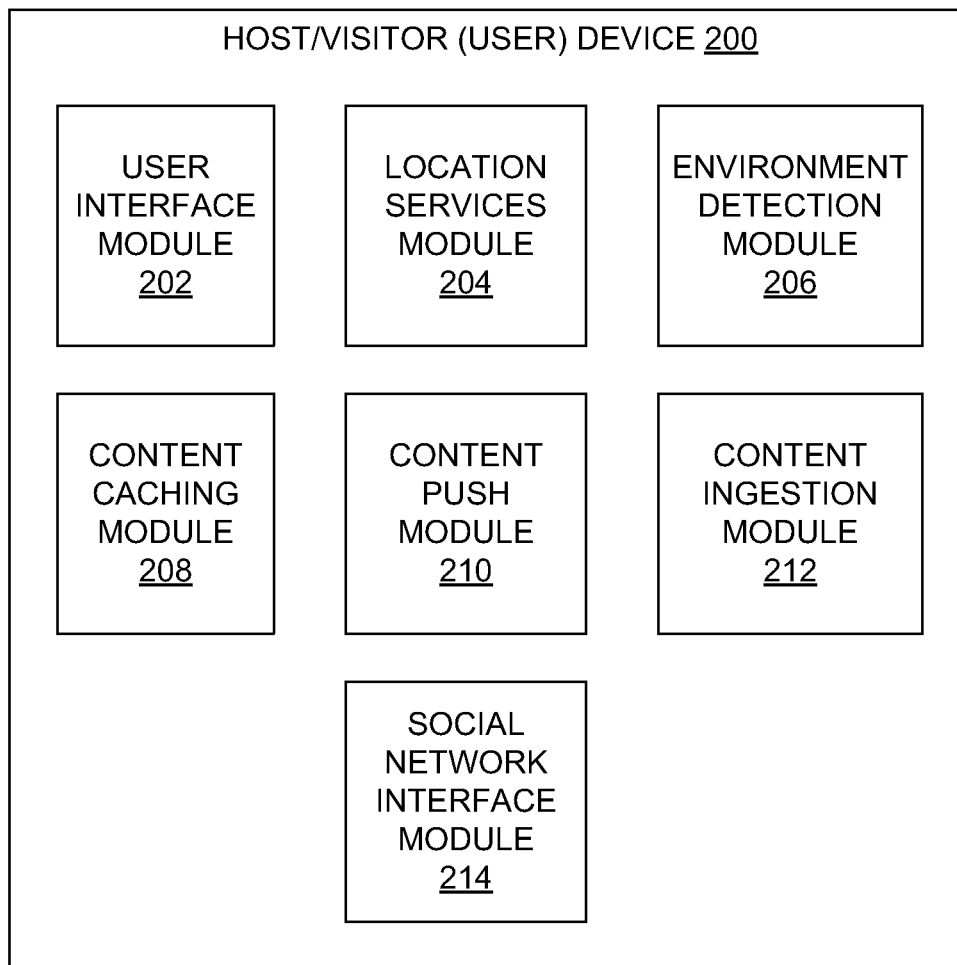 HOST/VISITOR (USER) DEVICE 200
USER
INTERFACE
MODULE
202
LOCATION
SERVICES
MODULE
204
ENVIRONMENT
DETECTION
MODULE
206
CONTENT
CACHING
MODULE
208
CONTENT
PUSH
MODULE
210
CONTENT
INGESTION
MODULE
212
SOCIAL
NETWORK
INTERFACE
MODULE
214